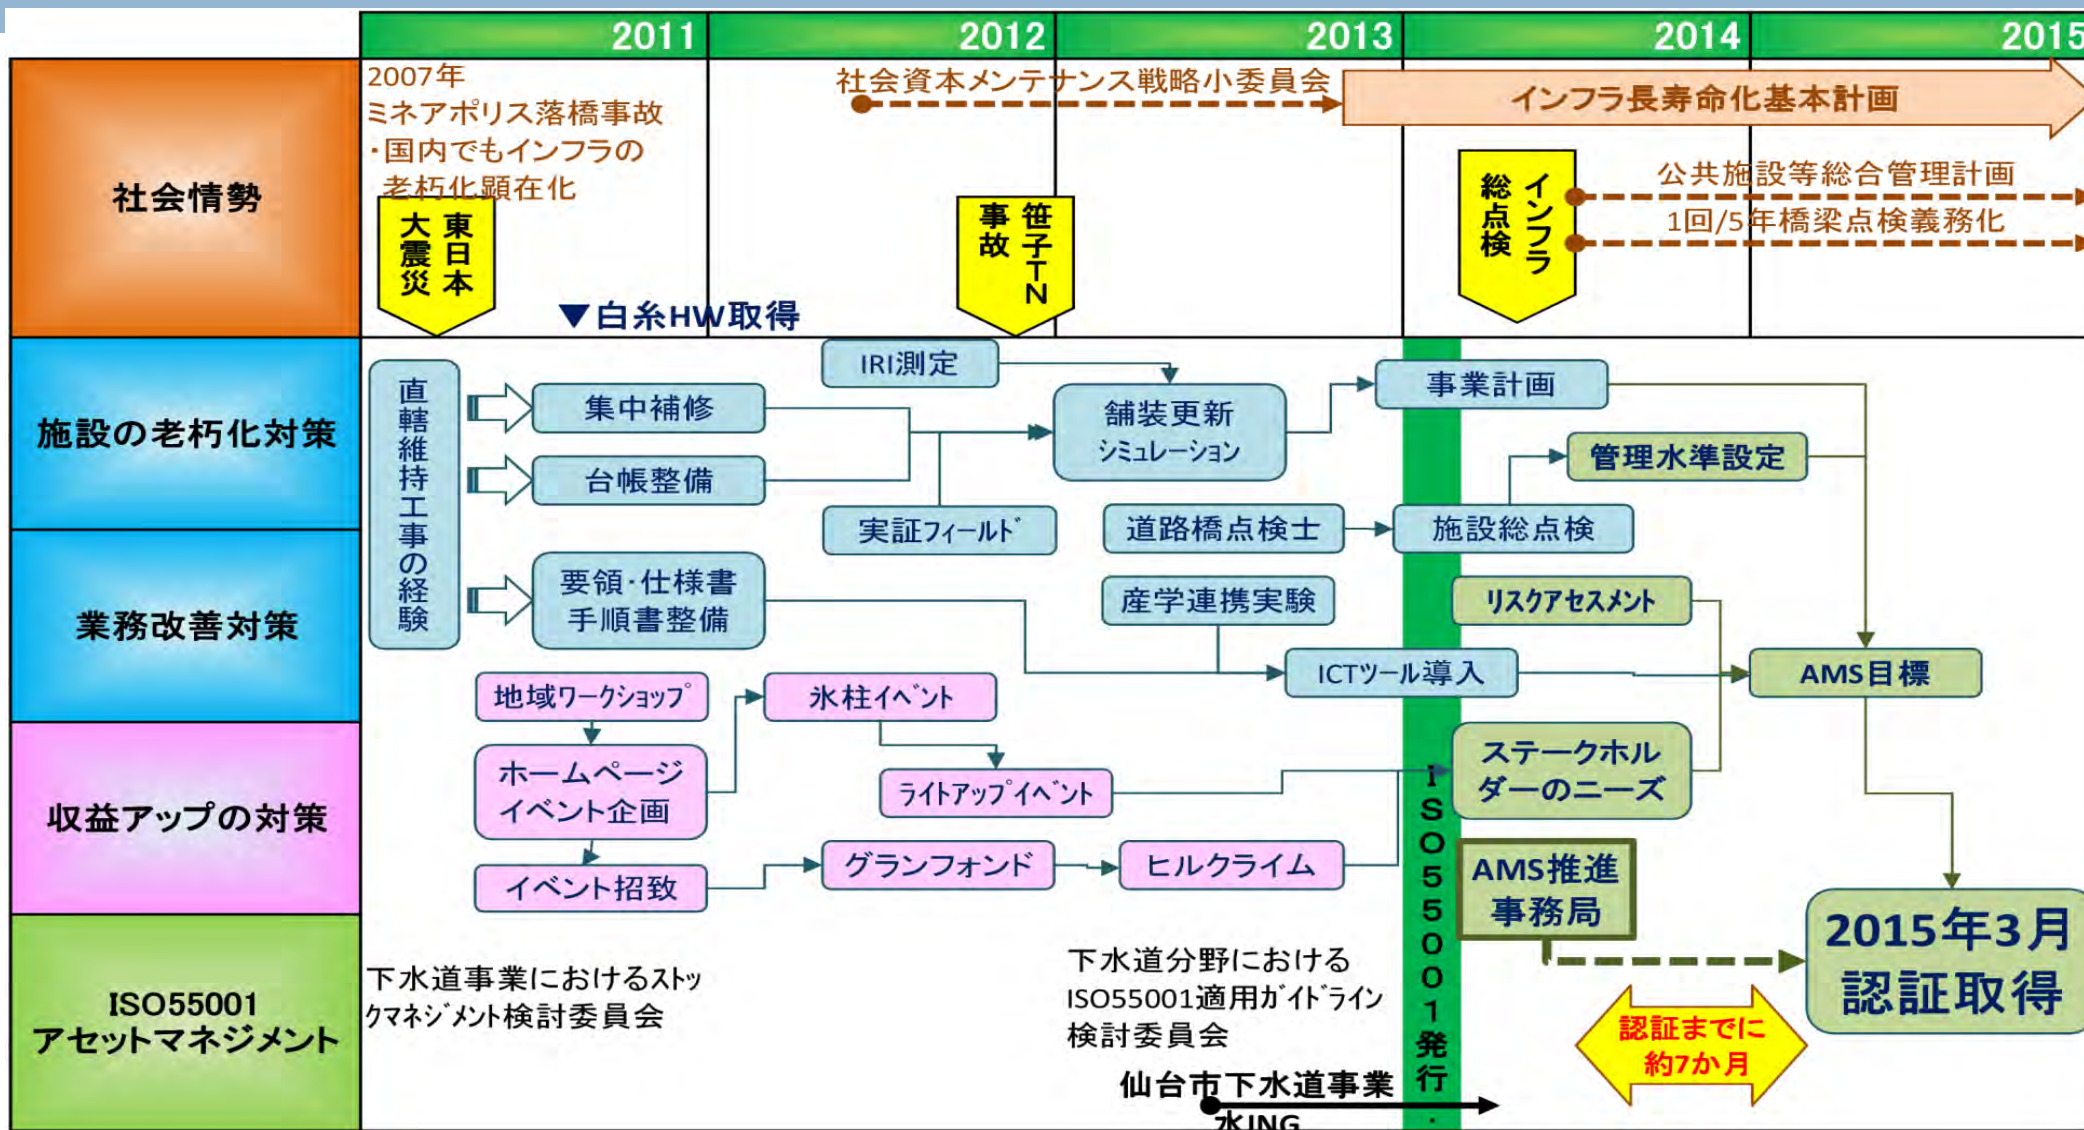 2011
2012
2013
2014
2015
社会情勢
2007年
ミネアポリス落橋事故
・国内でもインフラの
老朽化顕在化
東日本
大震災
▼白糸HW取得
社会資本メンテナンス戦略小委員会
笹子TN
事故
インフラ長寿命化基本計画
インフラ
総点検
公共施設等総合管理計画
1回/5年橋梁点検義務化
施設の老朽化対策
業務改善対策
直轄維持工事の経験
集中補修
台帳整備
要領・仕様書
手順書整備
IRI測定
実証フィールド
舗装更新
シミュレーション
道路橋点検士
産学連携実験
事業計画
管理水準設定
施設総点検
リスクアセスメント
ICTツール導入
AMS目標
収益アップの対策
地域ワークショップ
ホームページ
イベント企画
イベント招致
氷柱イベント
ライトアップイベント
グランフォンド
ヒルクライム
ステークホル
ダーのニーズ
AMS推進
事務局
2015年3月
認証取得
認証までに
約7か月
ISO55001
アセットマネジメント
下水道事業におけるストッ
クマネジメント検討委員会
下水道分野における
ISO55001適用ガイドライン
検討委員会
仙台市下水道事業
水ING
ISO55001発行.